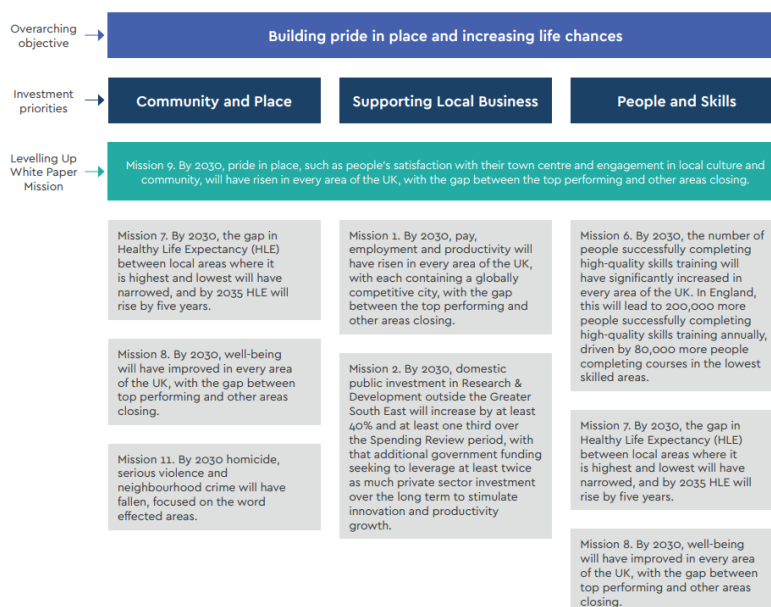 Overarching
objective
Building pride in place and increasing life chances
Investment
priorities
Community and Place
Supporting Local Business
People and Skills
Levelling Up
White Paper
Mission
Mission 9. By 2030, pride in place, such as people's satisfaction with their town centre and engagement in local culture and
community, will have risen in every area of the UK, with the gap between the top performing and other areas closing.
Mission 7. By 2030, the gap in
Healthy Life Expectancy (HLE)
between local areas where it
is highest and lowest will have
narrowed, and by 2035 HLE will
rise by five years.
Mission 8. By 2030, well-being
will have improved in every area
of the UK, with the gap between
top performing and other areas
closing.
Mission 11. By 2030 homicide,
serious violence and
neighbourhood crime will have
fallen, focused on the word
effected areas.
Mission 1. By 2030, pay,
employment and productivity will
have risen in every area of the UK,
with each containing a globally
competitive city, with the gap
between the top performing and
other areas closing.
Mission 2. By 2030, domestic
public investment in Research &
Development outside the Greater
South East will increase by at least
40% and at least one third over
the Spending Review period, with
that additional government funding
seeking to leverage at least twice
as much private sector investment
over the long term to stimulate
innovation and productivity
growth.
Mission 6. By 2030, the number of
people successfully completing
high-quality skills training will
have significantly increased in
every area of the UK. In England,
this will lead to 200,000 more
people successfully completing
high-quality skills training annually,
driven by 80,000 more people
completing courses in the lowest
skilled areas.
Mission 7. By 2030, the gap in
Healthy Life Expectancy (HLE)
between local areas where it
is highest and lowest will have
narrowed, and by 2035 HLE will
rise by five years.
Mission 8. By 2030, well-being
will have improved in every area
of the UK, with the gap between
top performing and other areas
closing.